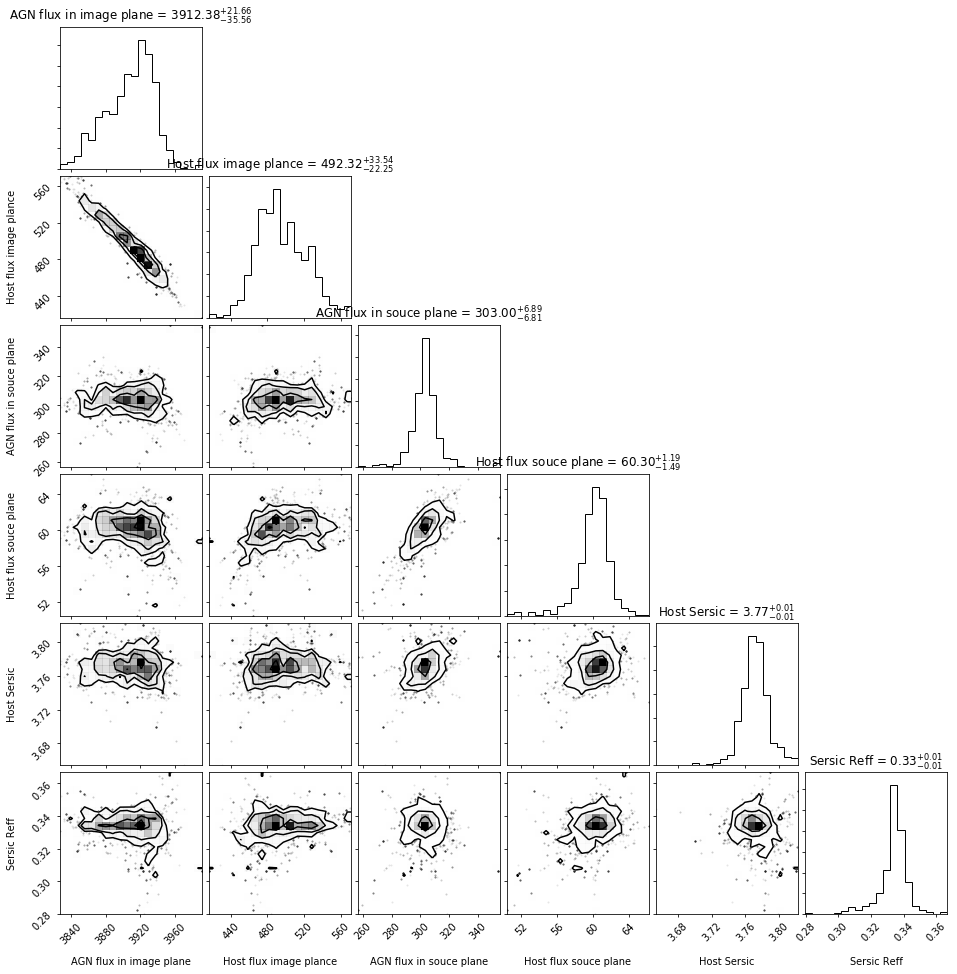 AGN flux in image plane = 3912.38+21.66−35.56
Host flux image plance = 492.32+33.54−22.25
560
520
480
440
Host flux image plance
AGN flux in souce plane = 303.00+6.89−6.81
340
320
300
280
260
AGN flux in souce plane
Host flux souce plane = 60.30+1.19−1.49
64
60
56
52
Host flux souce plane
Host Sersic = 3.77+0.01−0.01
3.80
3.76
3.72
3.68
Host Sersic
Sersic Reff = 0.33+0.01−0.01
0.36
0.34
0.32
0.30
0.28
Sersic Reff
3840 3880 3920 3960
440 480 520 560
260 280 300 320 340
52 56 60 64
3.68 3.72 3.76 3.80
0.28 0.30 0.32 0.34 0.36
AGN flux in image plane
Host flux image plance
AGN flux in souce plane
Host flux souce plane
Host Sersic
Sersic Reff